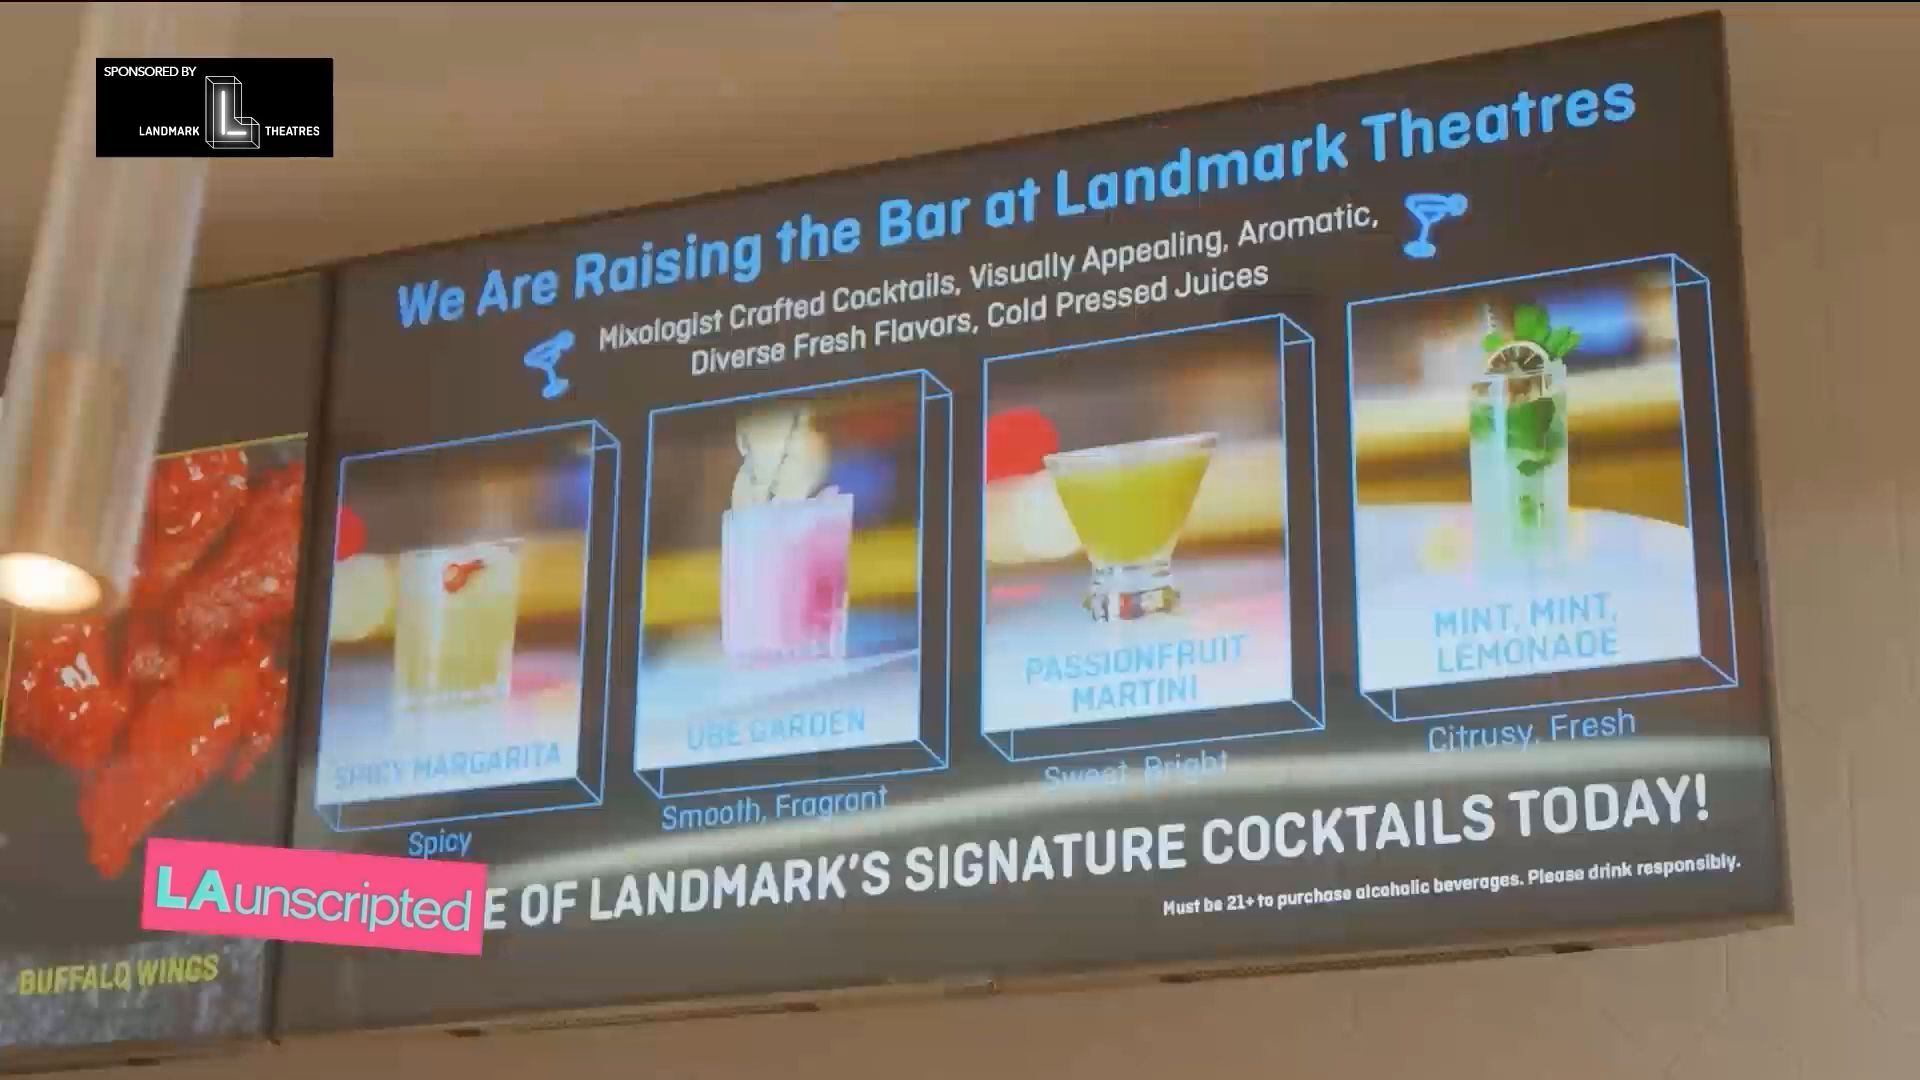 SPONSORED BY
LANDMARK L THEATRES
We Are Raising the Bar at Landmark Theatres
Mixologist Crafted Cocktails, Visually Appealing, Aromatic,
Diverse Fresh Flavors, Cold Pressed Juices
SPICY MARGARITA
Spicy
UBE GARDEN
Smooth, Fragrant
PASSIONFRUIT
MARTINI
Sweet, Bright
MINT, MINT,
LEMONADE
Citrusy, Fresh
E OF LANDMARK'S SIGNATURE COCKTAILS TODAY!
Must be 21+ to purchase alcoholic beverages. Please drink responsibly.
LAunscripted
BUFFALO WINGS